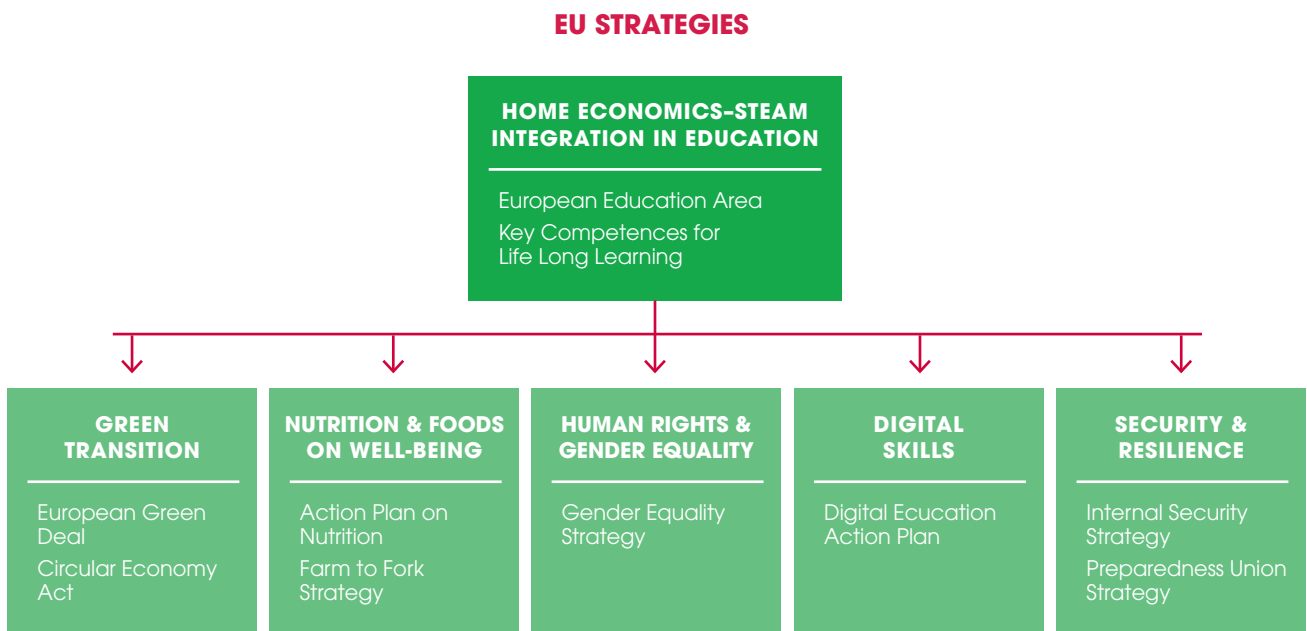 EU STRATEGIES
HOME ECONOMICS–STEAM
INTEGRATION IN EDUCATION
European Education Area
Key Competences for
Life Long Learning
GREEN
TRANSITION
European Green
Deal
Circular Economy
Act
NUTRITION & FOODS
ON WELL-BEING
Action Plan on
Nutrition
Farm to Fork
Strategy
HUMAN RIGHTS &
GENDER EQUALITY
Gender Equality
Strategy
DIGITAL
SKILLS
Digital Ecucation
Action Plan
SECURITY &
RESILIENCE
Internal Security
Strategy
Preparedness Union
Strategy